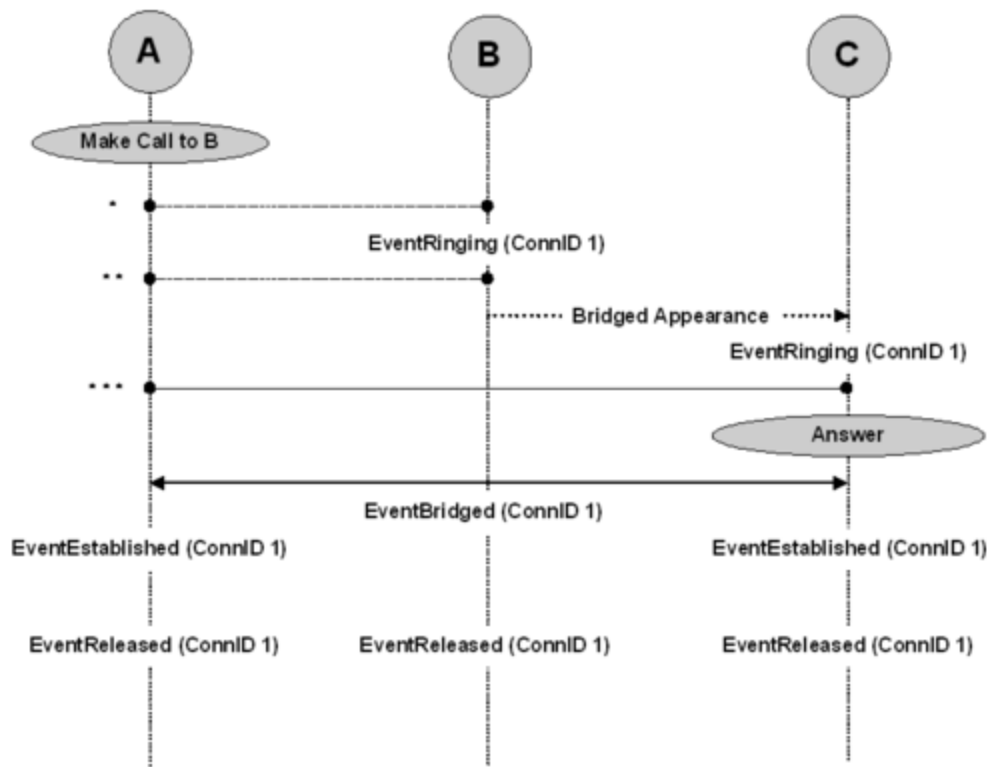 A
B
C
Make Call to B
*
EventRinging (ConnID 1)
**
Bridged Appearance
EventRinging (ConnID 1)
***
Answer
EventBridged (ConnID 1)
EventEstablished (ConnID 1)
EventEstablished (ConnID 1)
EventReleased (ConnID 1)
EventReleased (ConnID 1)
EventReleased (ConnID 1)